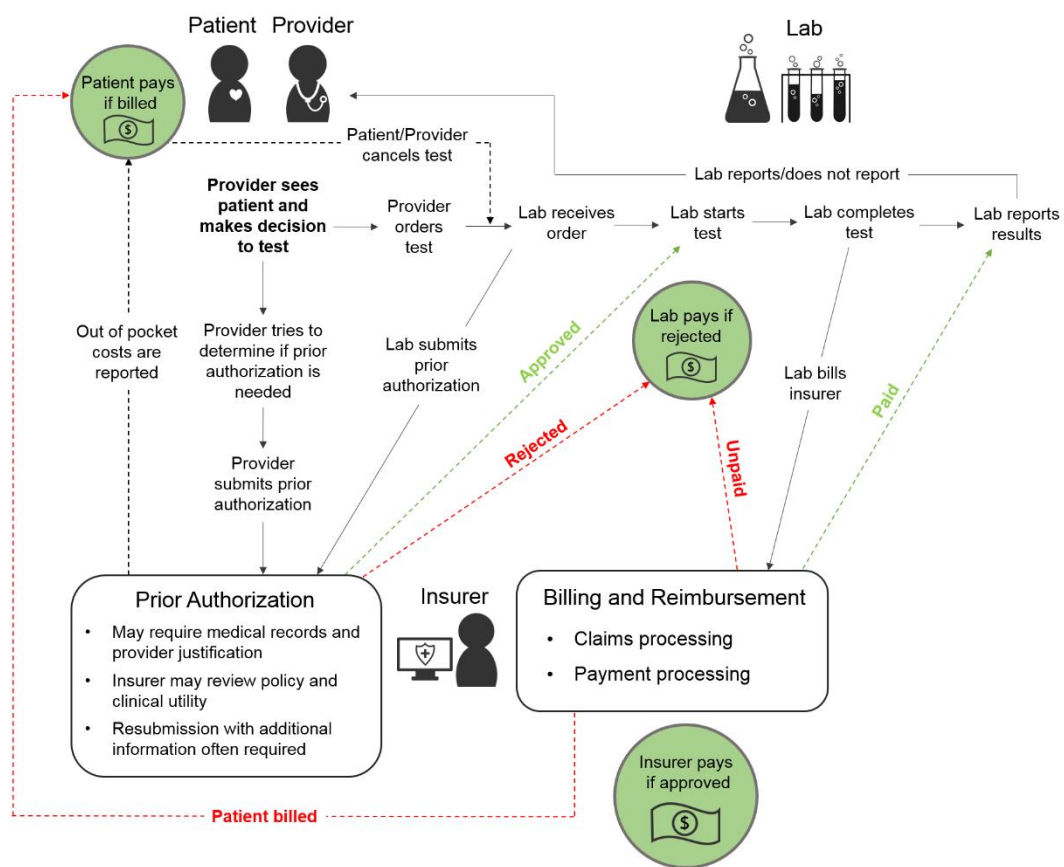 Patient
Provider
Lab
Patient pays
if billed
$
Patient/Provider
cancels test
Lab reports/does not report
Provider sees
patient and
makes decision
to test
Provider
orders
test
Lab receives
order
Lab starts
test
Lab completes
test
Lab reports
results
Out of pocket
costs are
reported
Provider tries to
determine if prior
authorization is
needed
Lab submits
prior
authorization
Approved
Lab pays if
rejected
$
Lab bills
insurer
Paid
Rejected
Unpaid
Provider
submits prior
authorization
Prior Authorization
• May require medical records and
provider justification
• Insurer may review policy and
clinical utility
• Resubmission with additional
information often required
Insurer
Billing and Reimbursement
• Claims processing
• Payment processing
Insurer pays
if approved
$
Patient billed